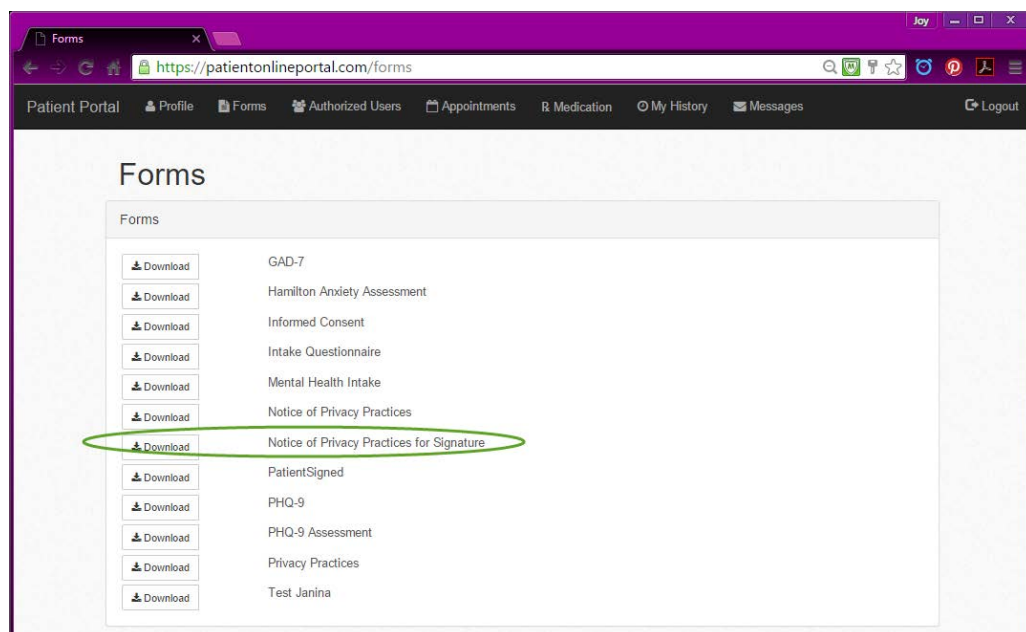 Joy
Forms
https://patientonlineportal.com/forms
Patient Portal Profile Forms Authorized Users Appointments Medication My History Messages Logout
Forms
Forms
Download GAD-7
Download Hamilton Anxiety Assessment
Download Informed Consent
Download Intake Questionnaire
Download Mental Health Intake
Download Notice of Privacy Practices
Download Notice of Privacy Practices for Signature
Download PatientSigned
Download PHQ-9
Download PHQ-9 Assessment
Download Privacy Practices
Download Test Janina